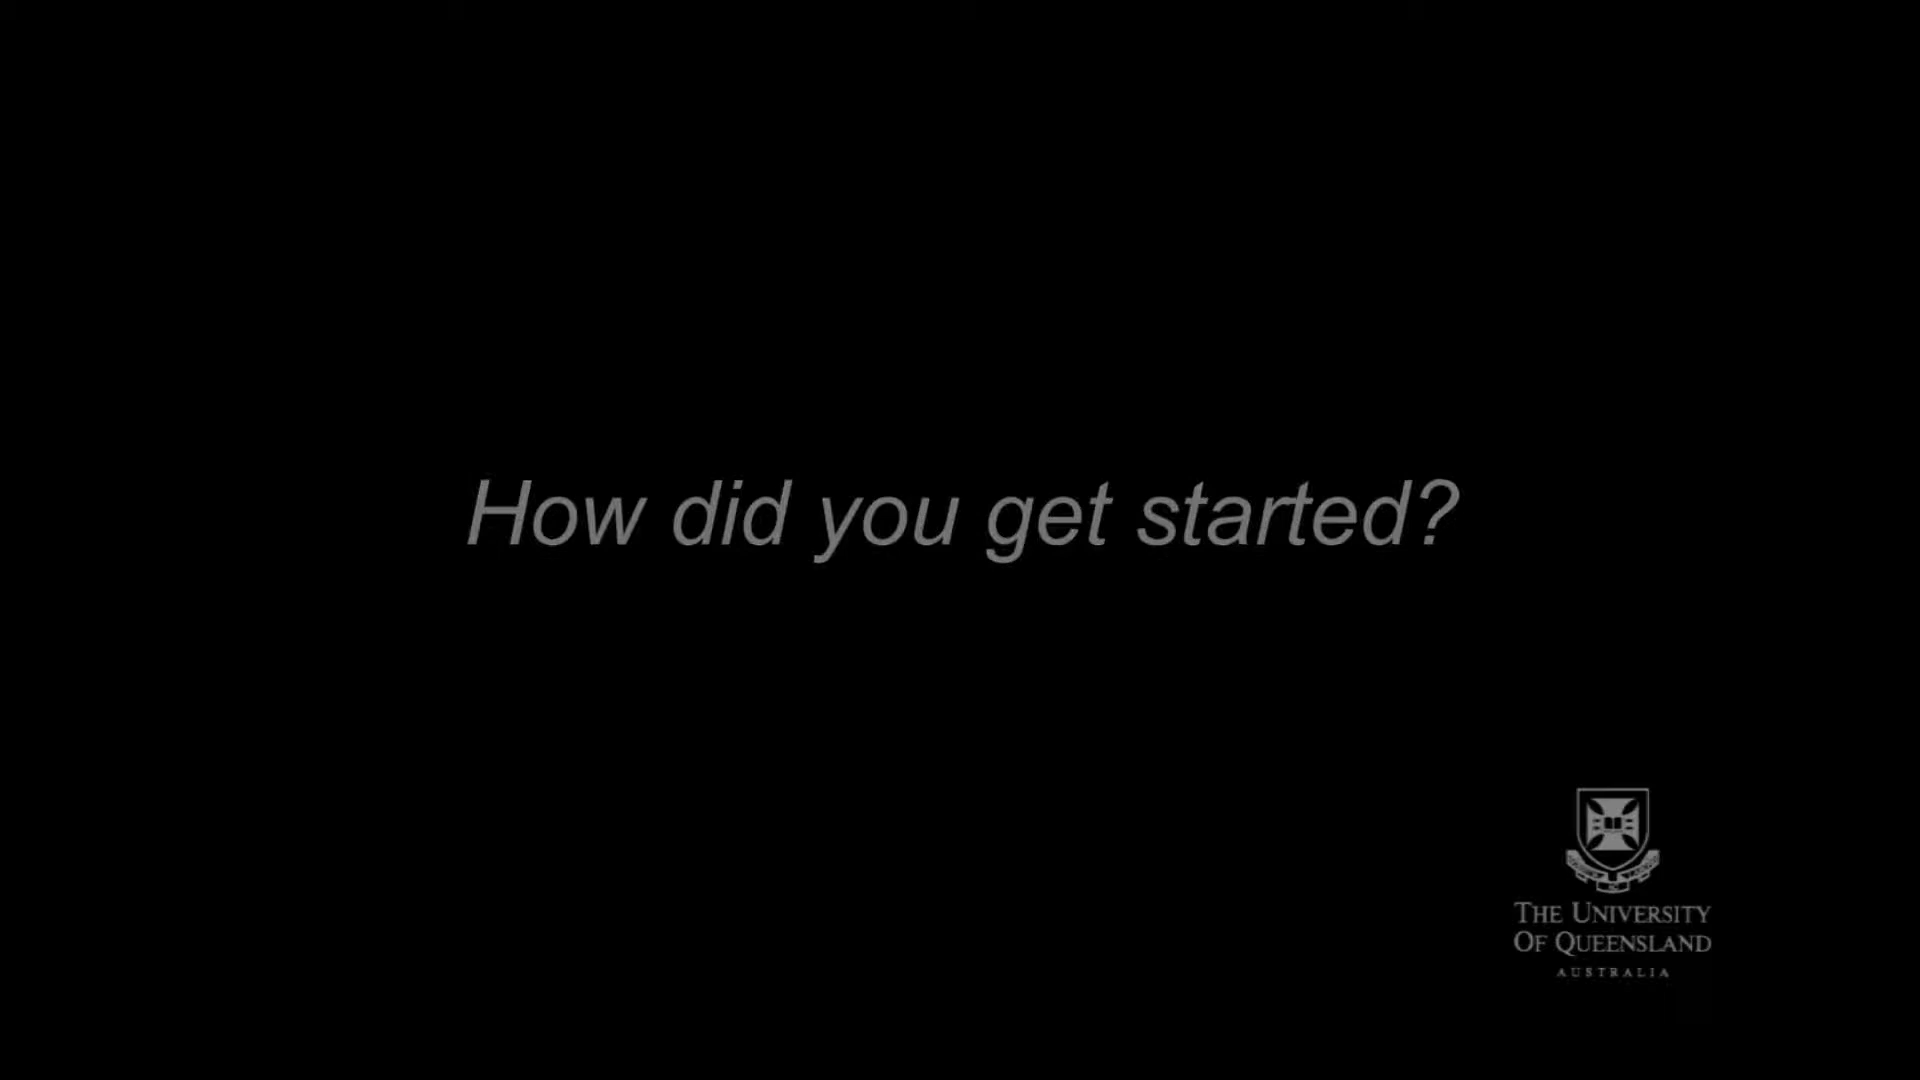 How did you get started?
THE UNIVERSITY
OF QUEENSLAND
AUSTRALIA